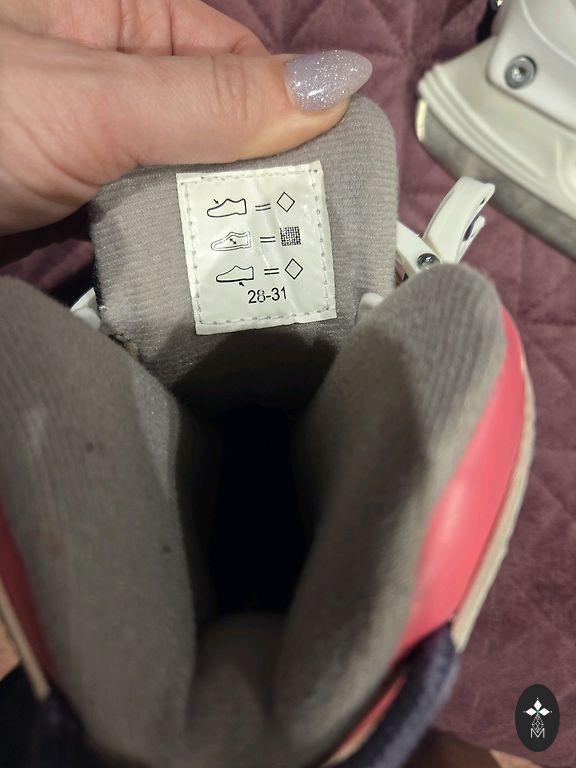 = ◇
= 
= ◇
28-31
M